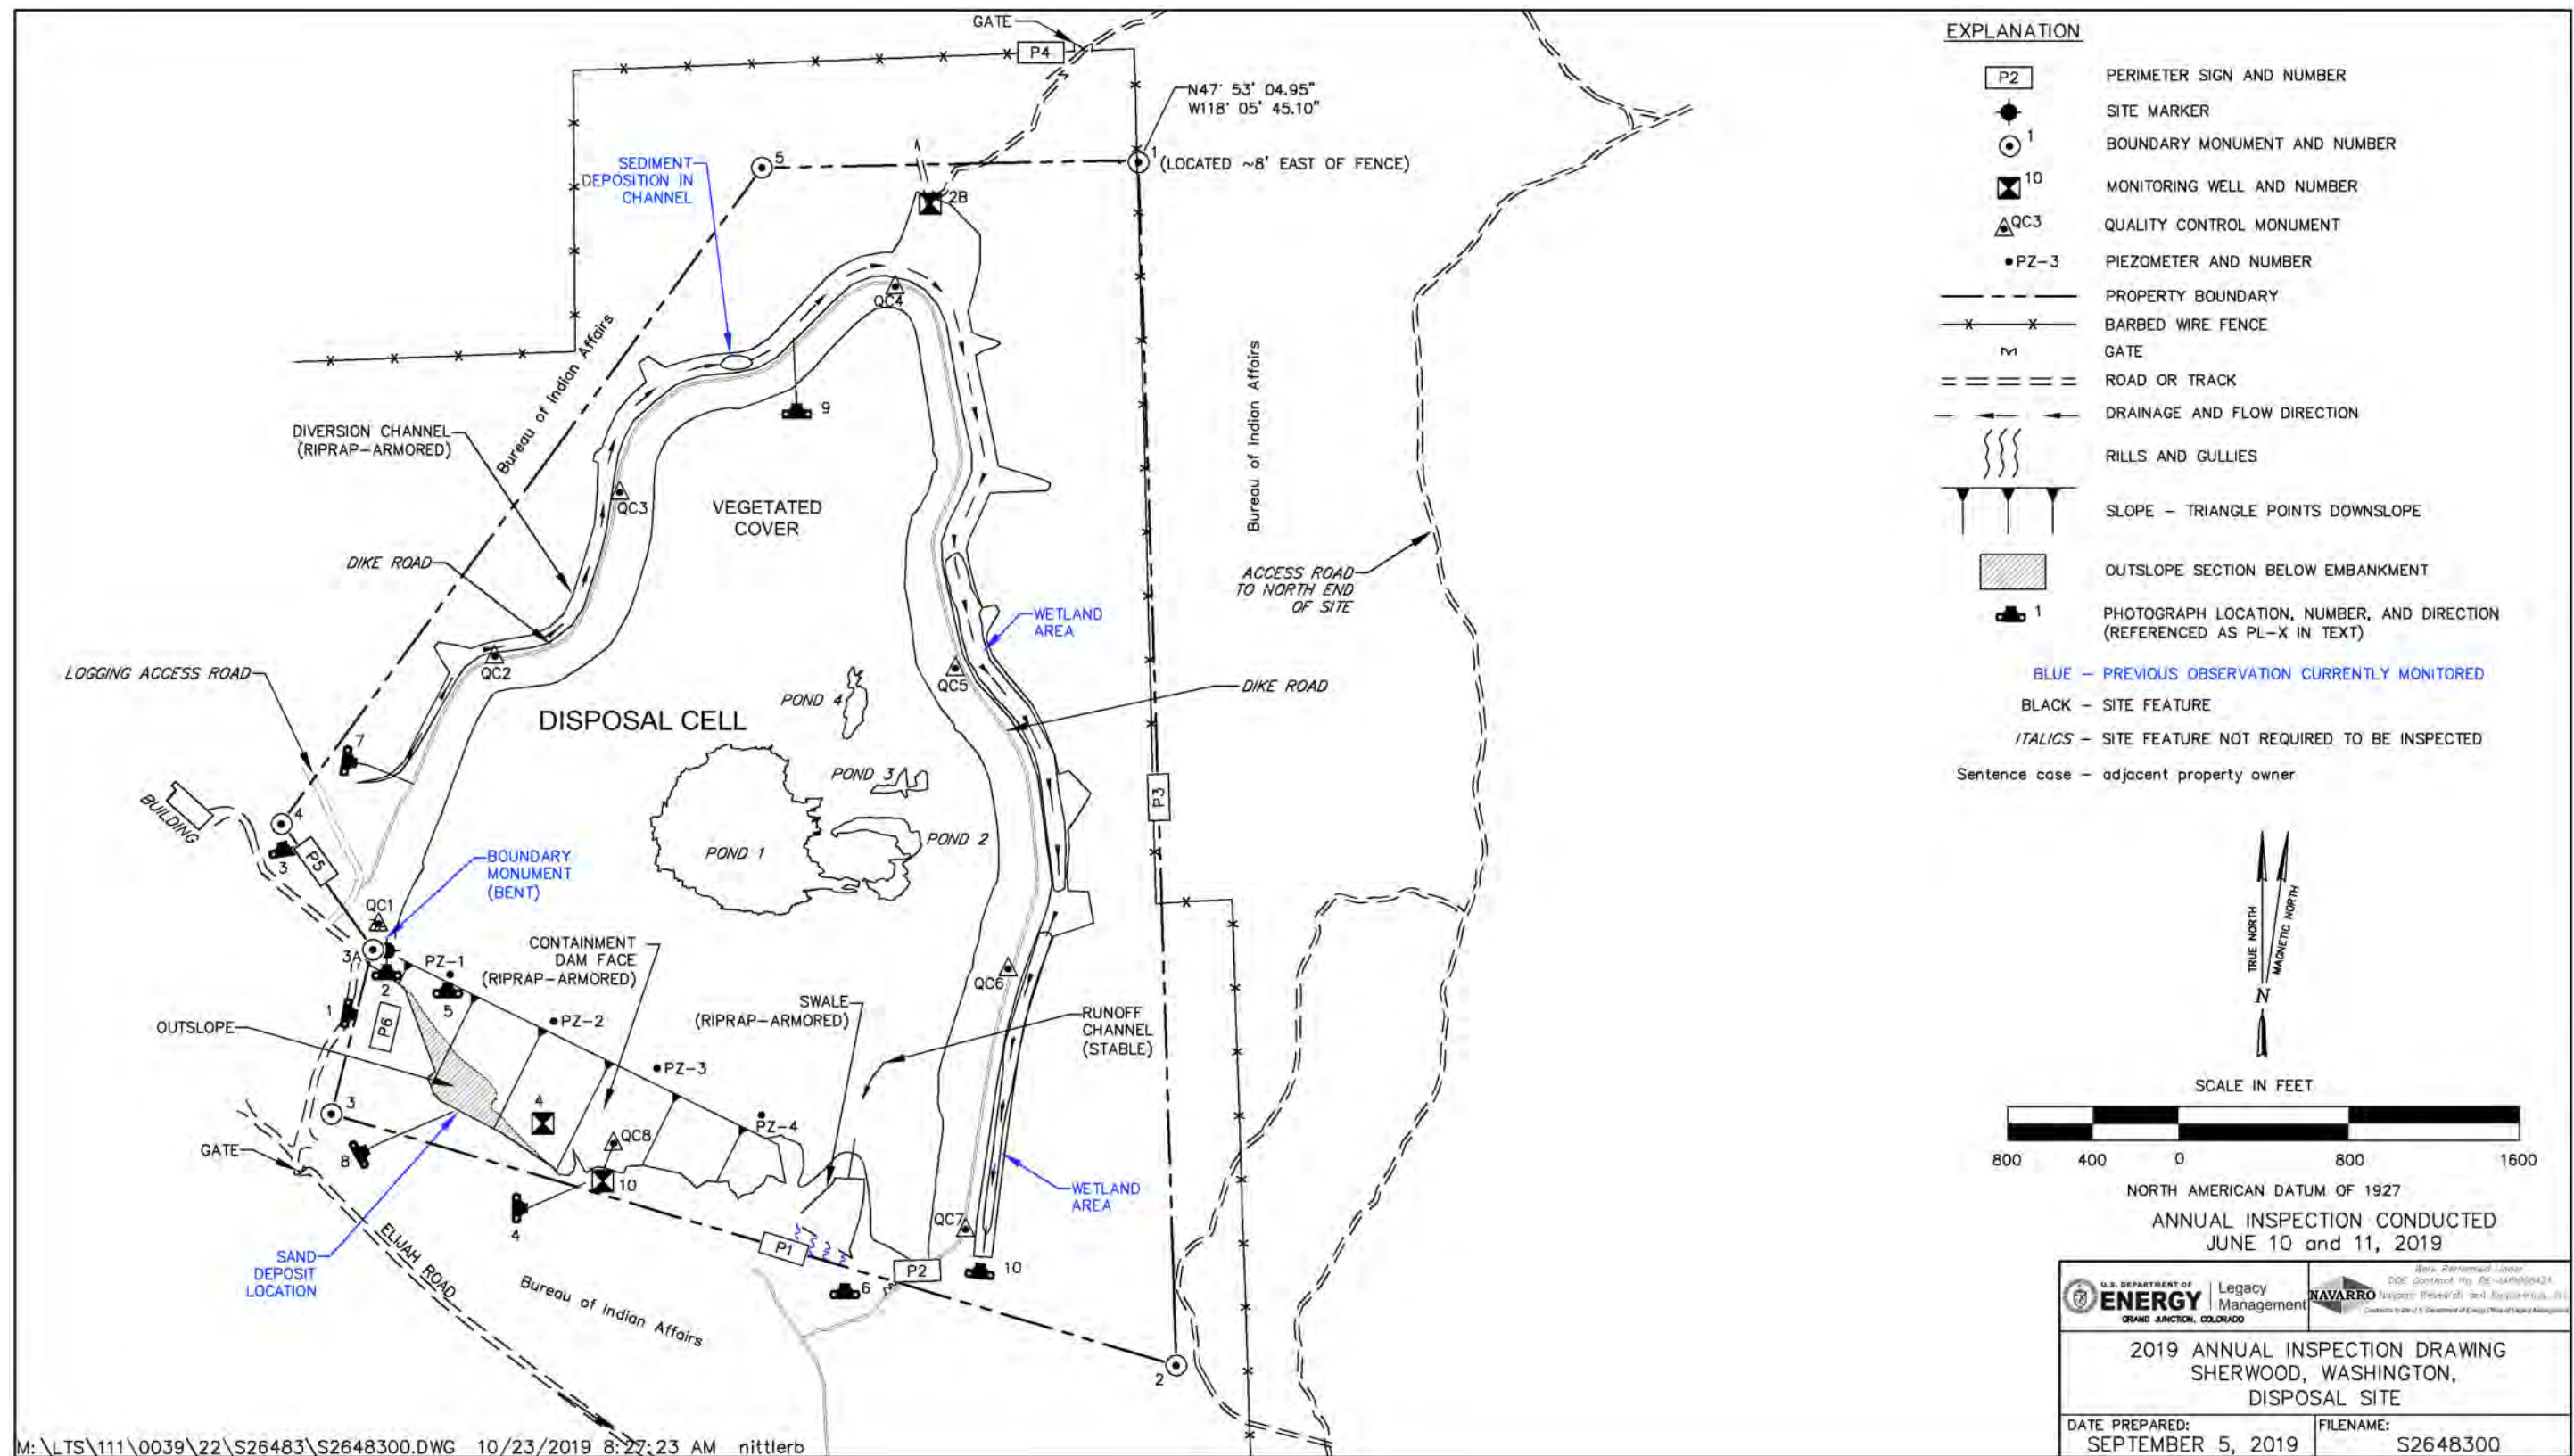 GATE
P4
N47° 53' 04.95"
W118° 05' 45.10"
5
1
(LOCATED ~8' EAST OF FENCE)
SEDIMENT
DEPOSITION IN
CHANNEL
2B
QC4
Bureau of Indian Affairs
9
DIVERSION CHANNEL
(RIPRAP-ARMORED)
QC3
VEGETATED
COVER
Bureau of Indian Affairs
DIKE ROAD
ACCESS ROAD
TO NORTH END
OF SITE
WETLAND
AREA
LOGGING ACCESS ROAD
QC2
QC5
DIKE ROAD
POND 4
DISPOSAL CELL
7
POND 3
P3
BUILDING
4
3
P5
POND 2
POND 1
BOUNDARY
MONUMENT
(BENT)
QC1
3A
2
PZ-1
5
CONTAINMENT
DAM FACE
(RIPRAP-ARMORED)
QC6
1
P6
PZ-2
SWALE
(RIPRAP-ARMORED)
RUNOFF
CHANNEL
(STABLE)
OUTSLOPE
PZ-3
3
4
QC8
PZ-4
GATE
8
10
WETLAND
AREA
4
QC7
P1
P2
10
6
SAND
DEPOSIT
LOCATION
ELIJAH ROAD
Bureau of Indian Affairs
2
M:\LTS\111\0039\22\S26483\S2648300.DWG 10/23/2019 8:27:23 AM nittlerb
EXPLANATION
P2 PERIMETER SIGN AND NUMBER
SITE MARKER
1 BOUNDARY MONUMENT AND NUMBER
10 MONITORING WELL AND NUMBER
QC3 QUALITY CONTROL MONUMENT
PZ-3 PIEZOMETER AND NUMBER
PROPERTY BOUNDARY
BARBED WIRE FENCE
GATE
ROAD OR TRACK
DRAINAGE AND FLOW DIRECTION
RILLS AND GULLIES
SLOPE - TRIANGLE POINTS DOWNSLOPE
OUTSLOPE SECTION BELOW EMBANKMENT
1 PHOTOGRAPH LOCATION, NUMBER, AND DIRECTION
(REFERENCED AS PL-X IN TEXT)
BLUE - PREVIOUS OBSERVATION CURRENTLY MONITORED
BLACK - SITE FEATURE
ITALICS - SITE FEATURE NOT REQUIRED TO BE INSPECTED
Sentence case - adjacent property owner
TRUE NORTH
MAGNETIC NORTH
N
SCALE IN FEET
800 400 0 800 1600
NORTH AMERICAN DATUM OF 1927
ANNUAL INSPECTION CONDUCTED
JUNE 10 and 11, 2019
U.S. DEPARTMENT OF
ENERGY
GRAND JUNCTION, COLORADO
Legacy
Management
NAVARRO
Work Performed Under
DOE Contract No.
Navarro Research and Engineering, Inc.
2019 ANNUAL INSPECTION DRAWING
SHERWOOD, WASHINGTON,
DISPOSAL SITE
DATE PREPARED:
SEPTEMBER 5, 2019
FILENAME:
S2648300